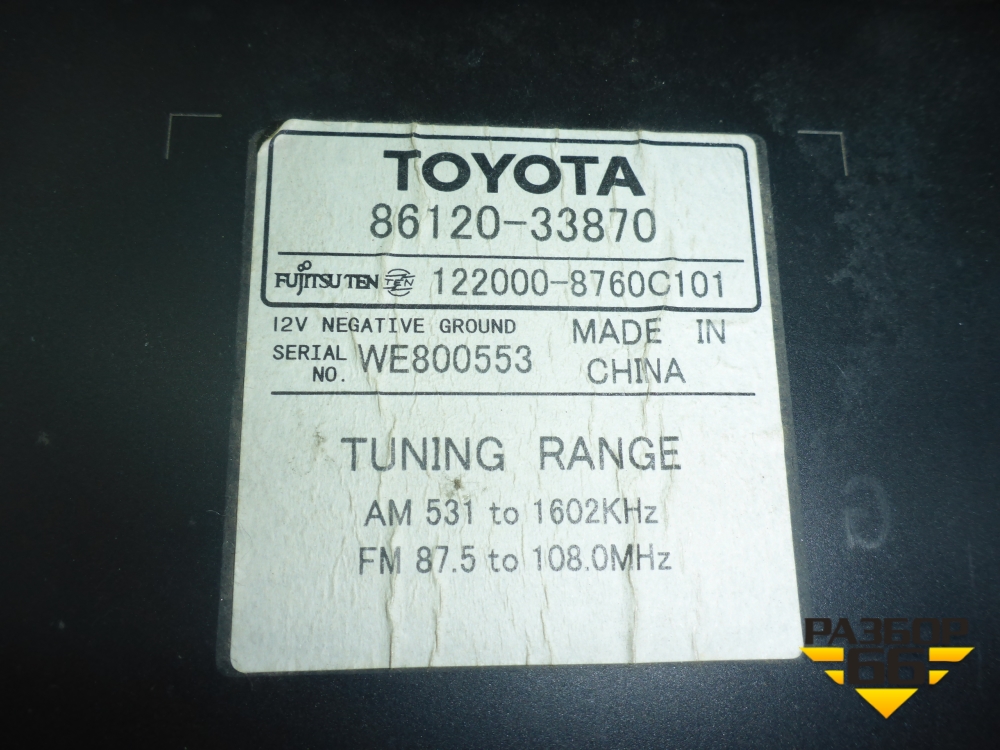 TOYOTA
86120-33870
FUJITSU TEN TEN 122000-8760C101
12V NEGATIVE GROUND
SERIAL NO. WE800553
MADE IN
CHINA
TUNING RANGE
AM 531 to 1602KHz
FM 87.5 to 108.0MHz
G
РАЗБОР
66